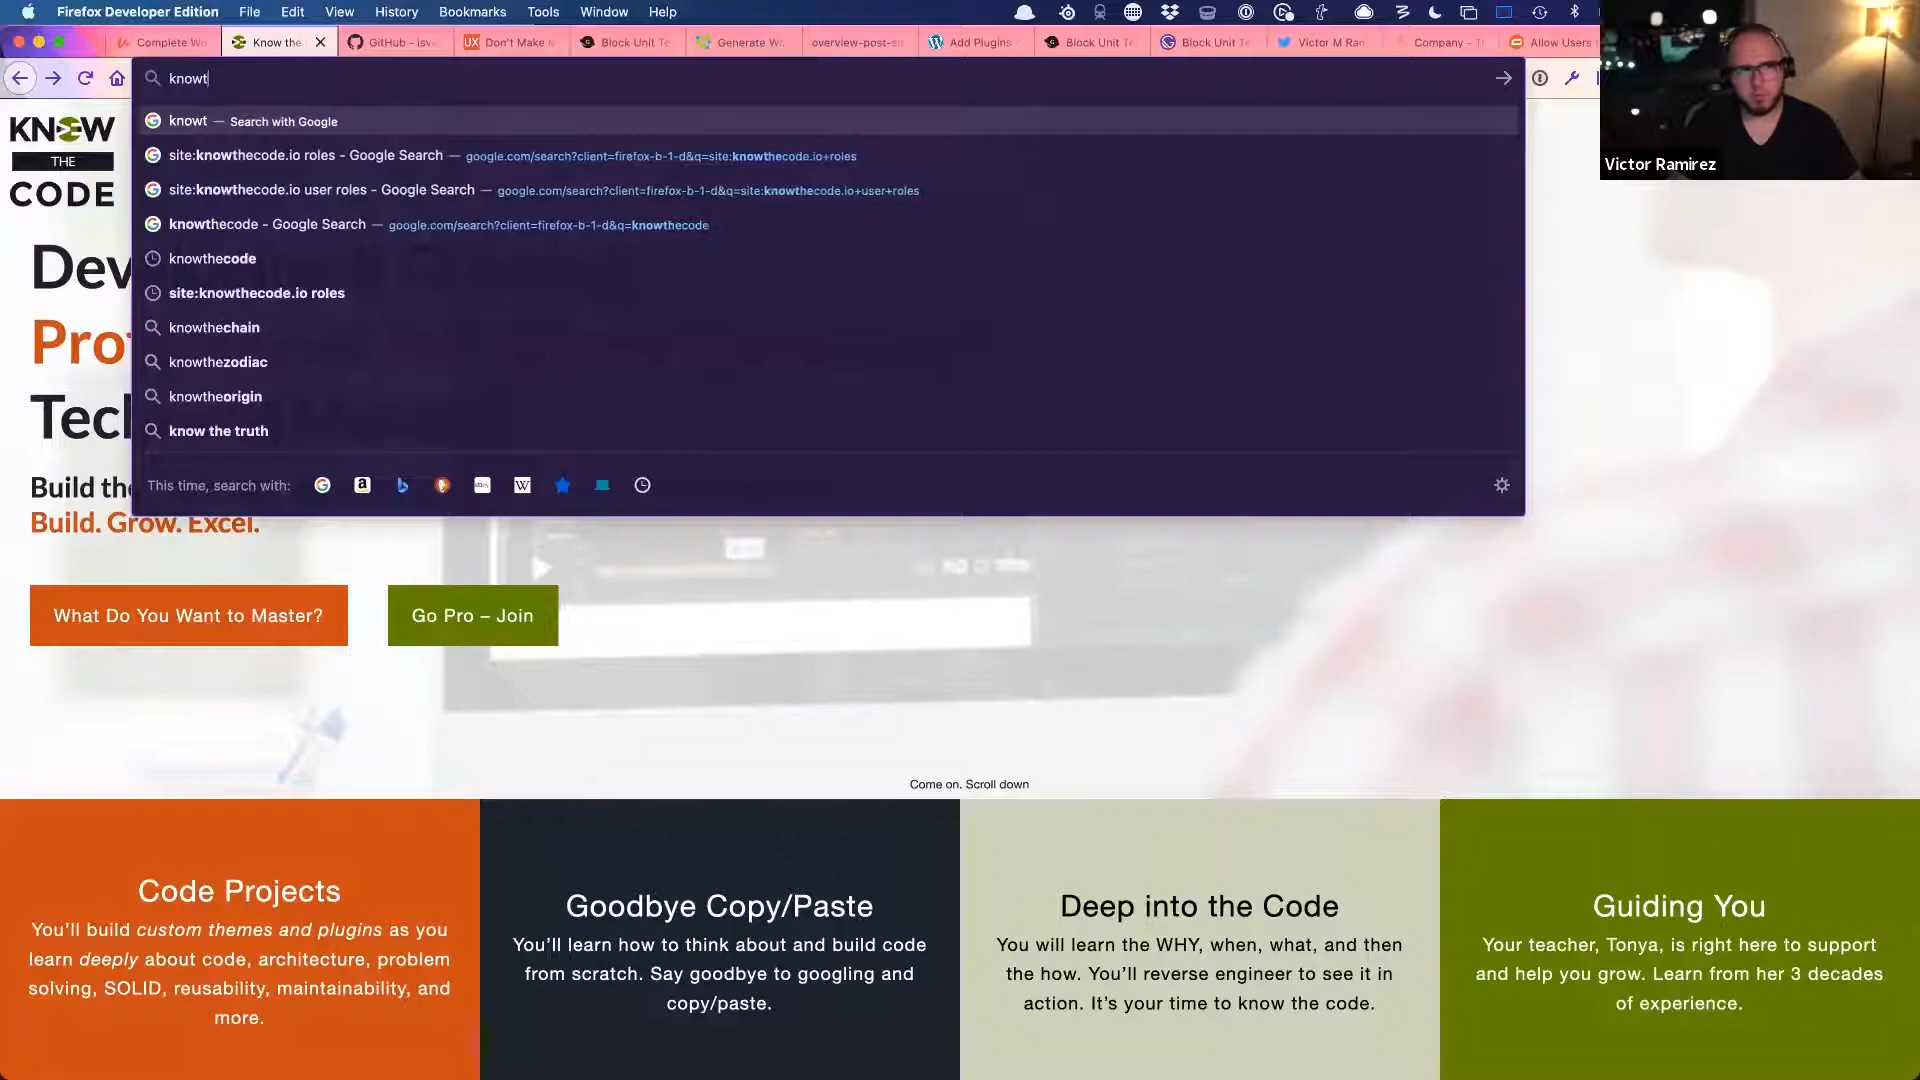 Firefox Developer Edition File Edit View History Bookmarks Tools Window Help
Complete Wo
Know the
GitHub - isv
UX Don't Make
Block Unit Te
Generate Wo
overview-post-
Add Plugins
Block Unit Te
Block Unit Te
Victor M Ran
Company - T
Allow Users
knowt
knowt — Search with Google
site:knowthecode.io roles - Google Search — google.com/search?client=firefox-b-1-d&q=site:knowthecode.io+roles
site:knowthecode.io user roles - Google Search — google.com/search?client=firefox-b-1-d&q=site:knowthecode.io+user+roles
knowthecode - Google Search — google.com/search?client=firefox-b-1-d&q=knowthecode
knowthecode
site:knowthecode.io roles
knowthechain
knowthezodiac
knowtheorigin
know the truth
This time, search with:
Victor Ramirez
KNOW
THE
CODE
Dev
Pro
Tech
Build the
Build. Grow. Excel.
What Do You Want to Master?
Go Pro – Join
Come on. Scroll down
Code Projects
You'll build custom themes and plugins as you
learn deeply about code, architecture, problem
solving, SOLID, reusability, maintainability, and
more.
Goodbye Copy/Paste
You'll learn how to think about and build code
from scratch. Say goodbye to googling and
copy/paste.
Deep into the Code
You will learn the WHY, when, what, and then
the how. You'll reverse engineer to see it in
action. It's your time to know the code.
Guiding You
Your teacher, Tonya, is right here to support
and help you grow. Learn from her 3 decades
of experience.